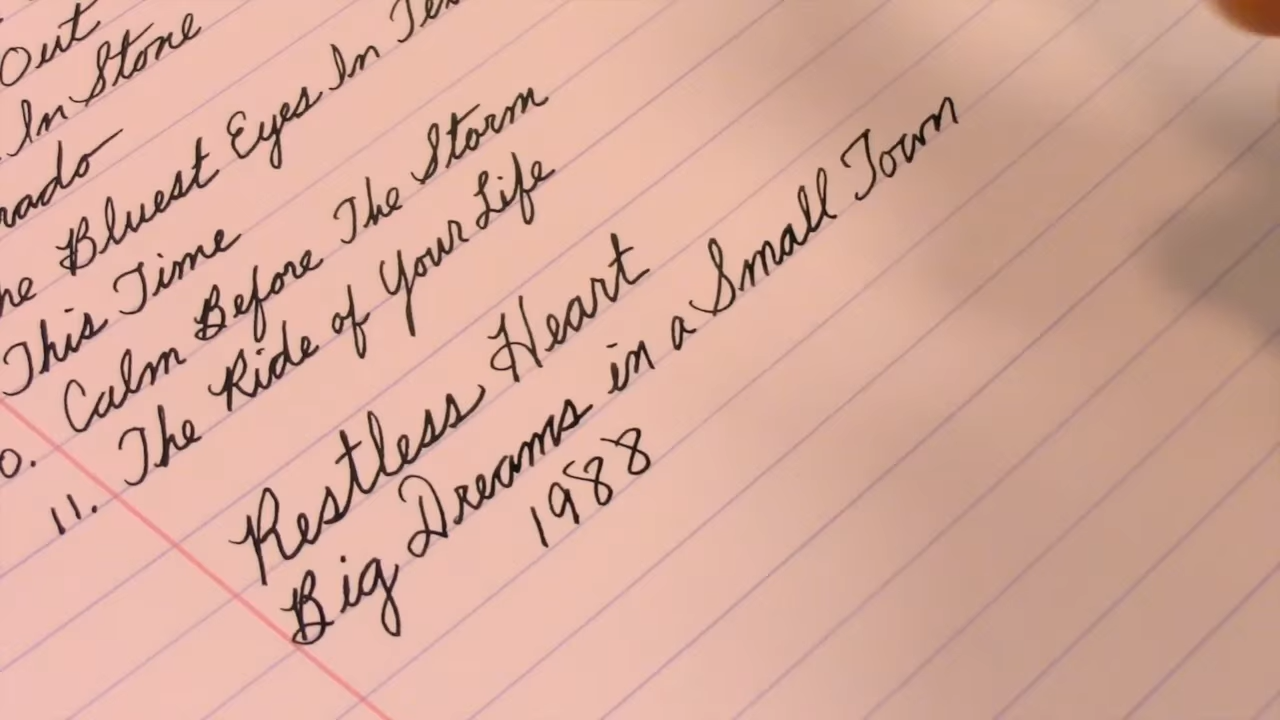 Out
In Stone
rado
he Bluest Eyes In Te
This Time
0. Calm Before The Storm
11. The Ride of Your Life
Restless Heart
Big Dreams in a Small Town
1988